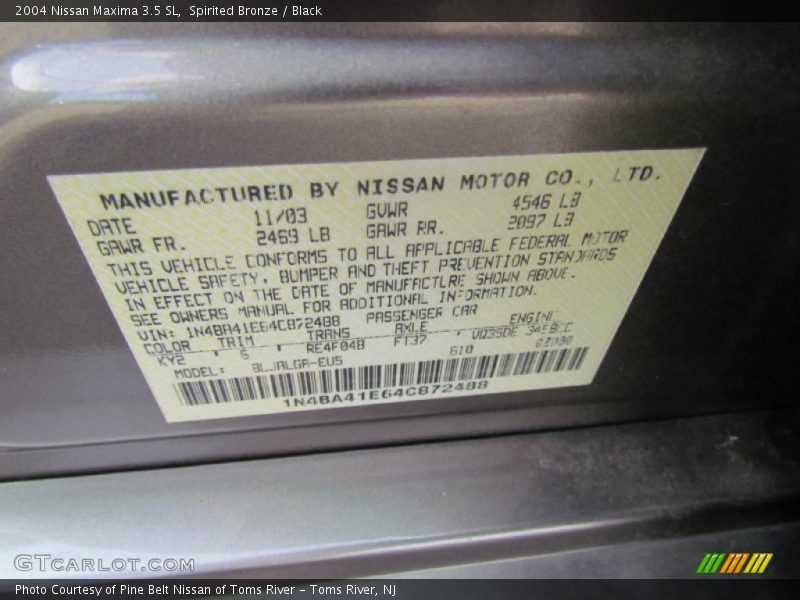 2004 Nissan Maxima 3.5 SL, Spirited Bronze / Black
MANUFACTURED BY NISSAN MOTOR CO., LTD.
DATE 11/03 GVWR 4546 LB
GAWR FR. 2469 LB GAWR RR. 2097 LB
THIS VEHICLE CONFORMS TO ALL APPLICABLE FEDERAL MOTOR
VEHICLE SAFETY, BUMPER AND THEFT PREVENTION STANDARDS
IN EFFECT ON THE DATE OF MANUFACTURE SHOWN ABOVE.
SEE OWNERS MANUAL FOR ADDITIONAL INFORMATION.
VIN: 1N4BA41E64C872488 PASSENGER CAR
COLOR TRIM TRANS AXLE ENGINE
KY2 , G , RE4F04B FT37 , VQ35DE 3498CC
MODEL: 610
1N4BA41E64C872488
GTCARLOT.COM
Photo Courtesy of Pine Belt Nissan of Toms River – Toms River, NJ